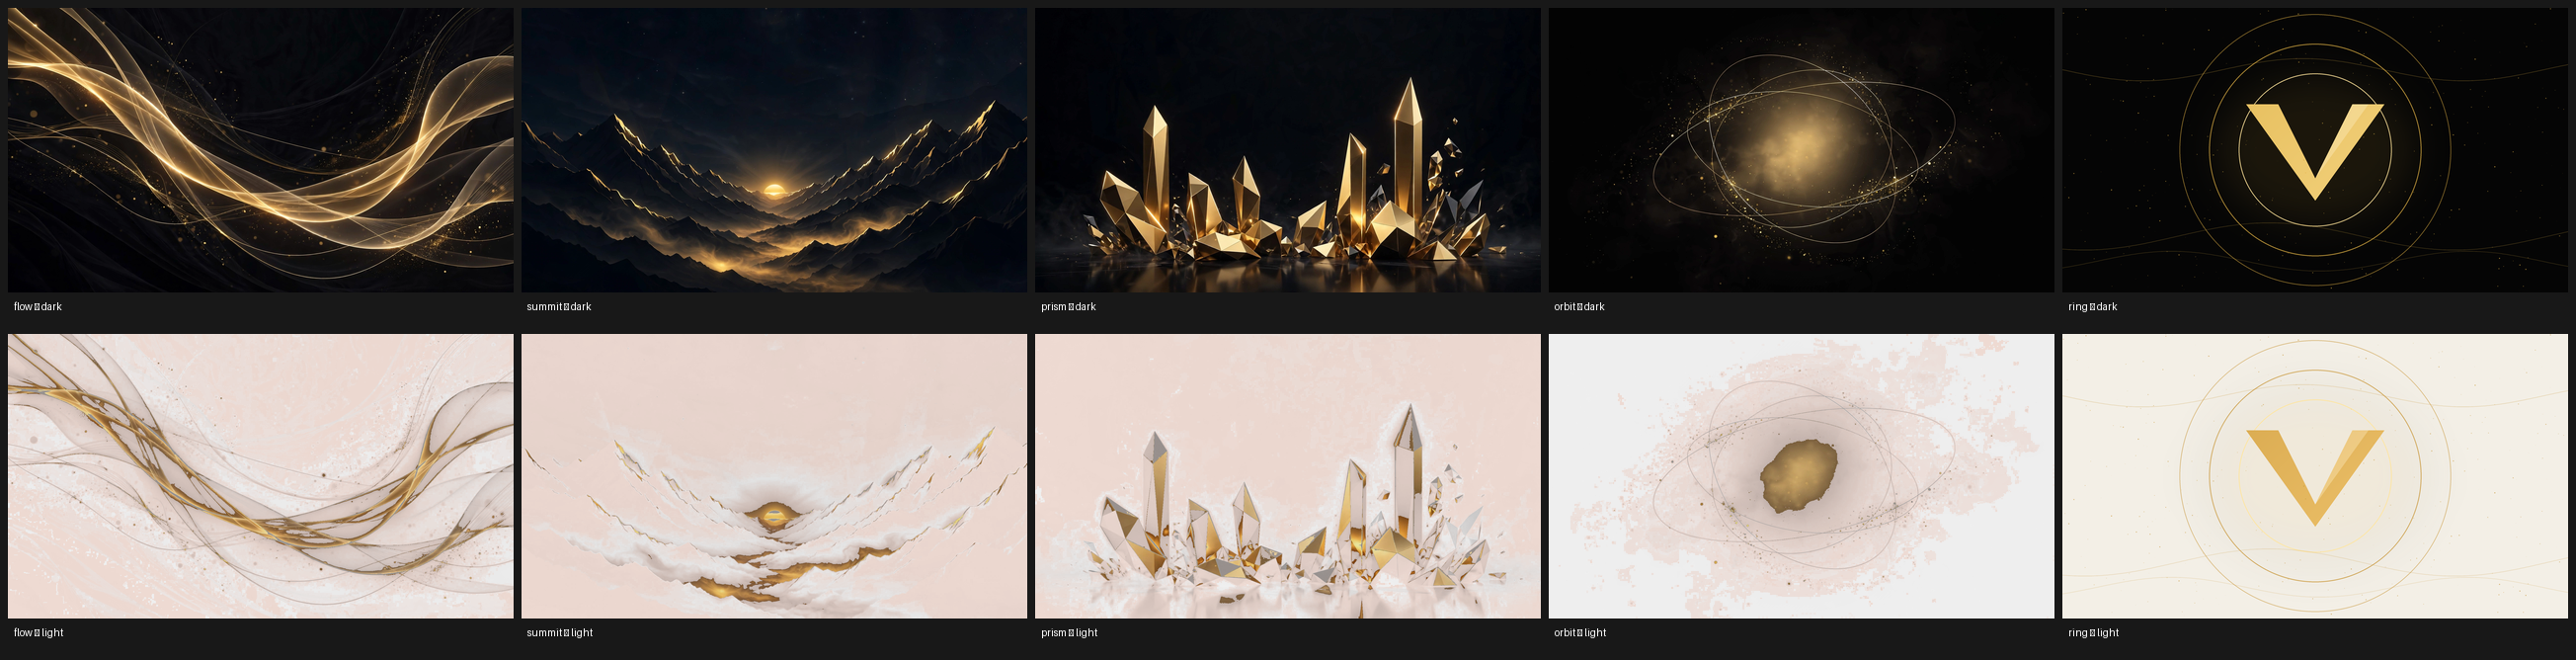 flow▯dark
summit▯dark
prism▯dark
orbit▯dark
ring▯dark
V
V
flow▯light
summit▯light
prism▯light
orbit▯light
ring▯light